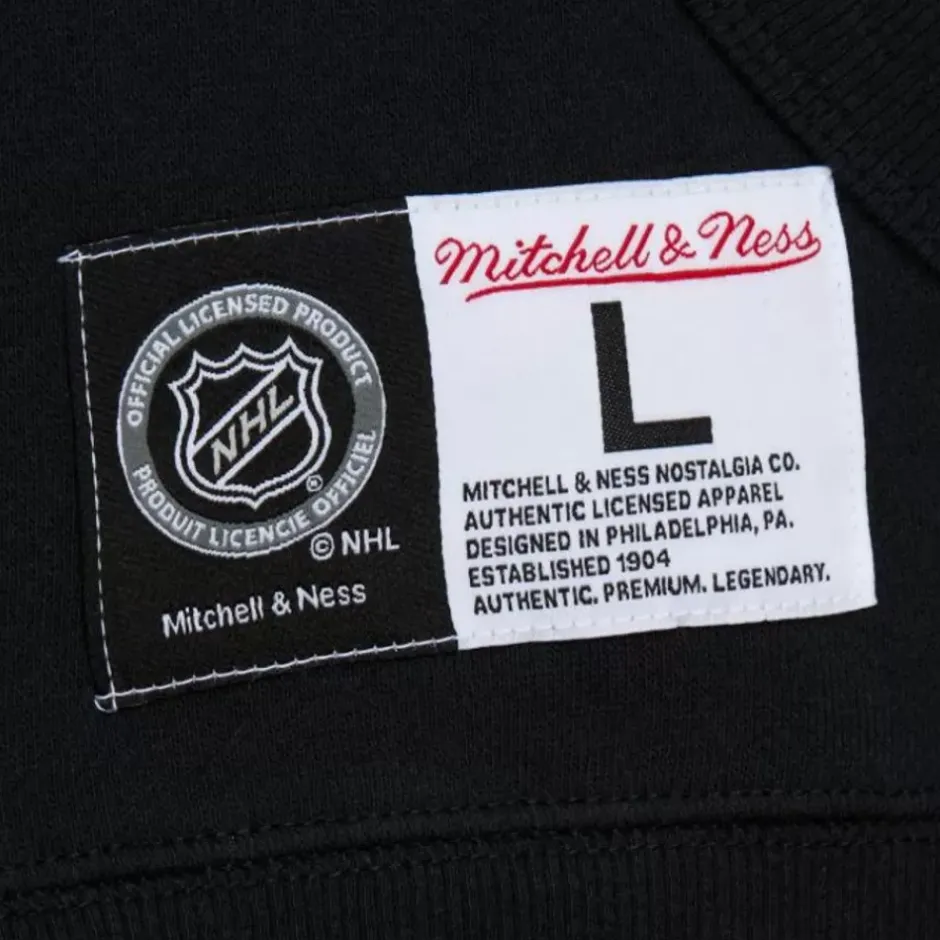 OFFICIAL LICENSED PRODUCT
NHL
®
PRODUIT LICENCIE OFFICIEL
© NHL
Mitchell & Ness
Mitchell & Ness
L
MITCHELL & NESS NOSTALGIA CO.
AUTHENTIC LICENSED APPAREL
DESIGNED IN PHILADELPHIA, PA.
ESTABLISHED 1904
AUTHENTIC. PREMIUM. LEGENDARY.